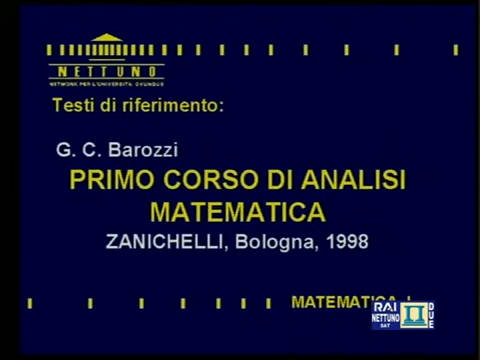 NETTUNO
NETWORK PER L'UNIVERSITÀ OVUNQUE
Testi di riferimento:
G. C. Barozzi
PRIMO CORSO DI ANALISI
MATEMATICA
ZANICHELLI, Bologna, 1998
MATEMATICA I
RAI
NETTUNO
SAT
DUE